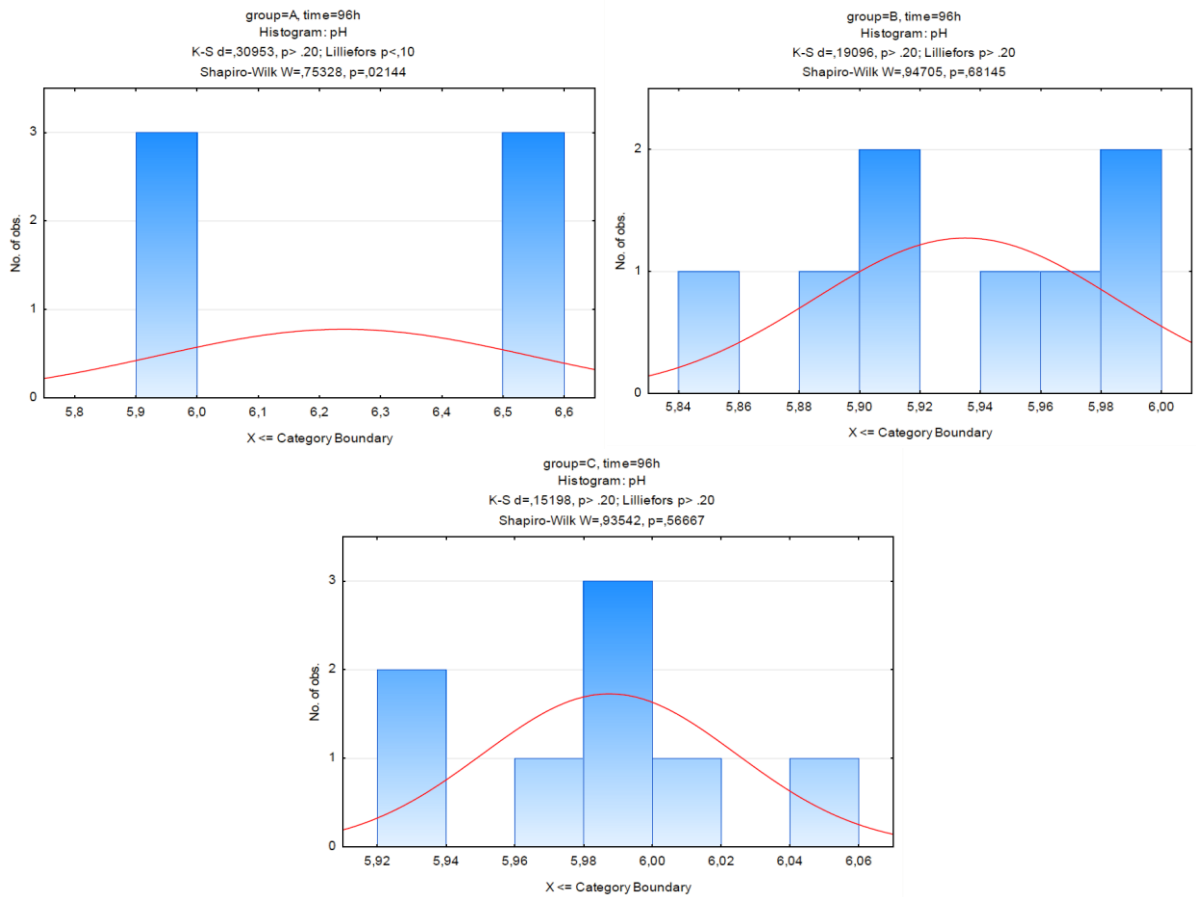 group=A, time=96h
Histogram: pH
K-S d=,30953, p> .20; Lilliefors p<,10
Shapiro-Wilk W=,75328, p=,02144
No. of obs.
3
2
1
0
5,8 5,9 6,0 6,1 6,2 6,3 6,4 6,5 6,6
X <= Category Boundary
group=B, time=96h
Histogram: pH
K-S d=,19096, p> .20; Lilliefors p> .20
Shapiro-Wilk W=,94705, p=,68145
No. of obs.
2
1
0
5,84 5,86 5,88 5,90 5,92 5,94 5,96 5,98 6,00
X <= Category Boundary
group=C, time=96h
Histogram: pH
K-S d=,15198, p> .20; Lilliefors p> .20
Shapiro-Wilk W=,93542, p=,56667
No. of obs.
3
2
1
0
5,92 5,94 5,96 5,98 6,00 6,02 6,04 6,06
X <= Category Boundary